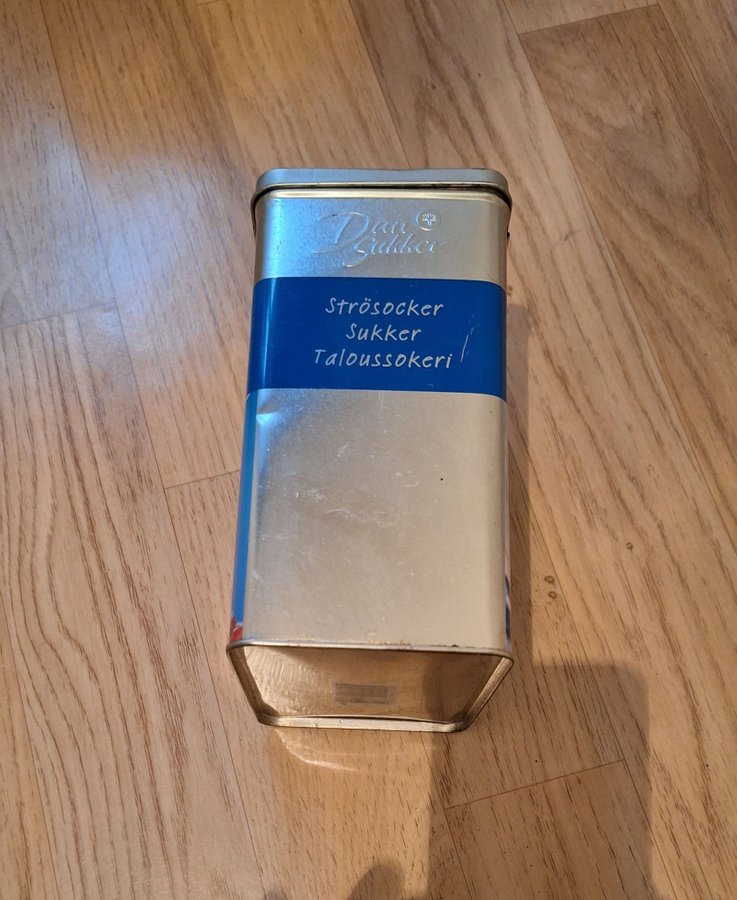 Dan
Sukker
Strösocker
Sukker
Taloussokeri